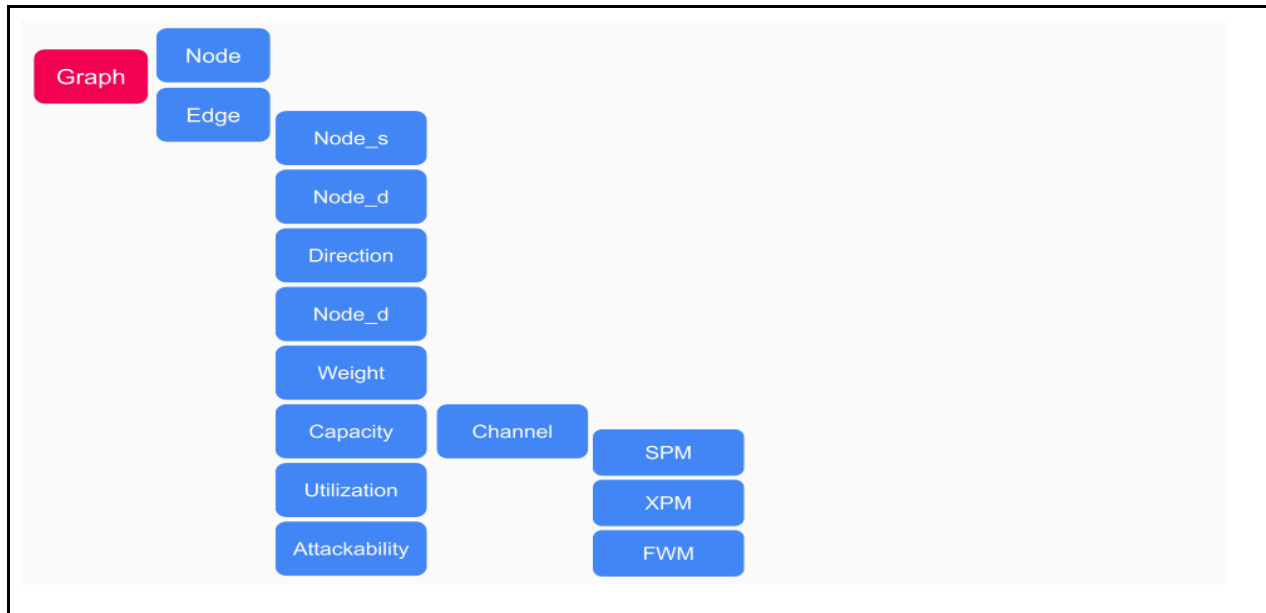 Graph
Node
Edge
Node_s
Node_d
Direction
Node_d
Weight
Capacity
Channel
SPM
XPM
FWM
Utilization
Attackability